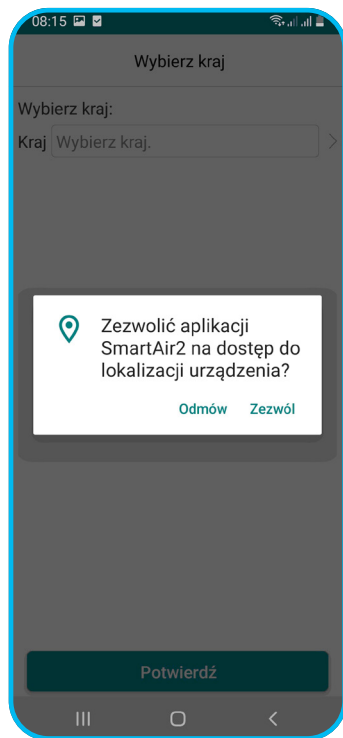 08:15
Wybierz kraj
Wybierz kraj:
Kraj Wybierz kraj.
Zezwolić aplikacji
SmartAir2 na dostęp do
lokalizacji urządzenia?
Odmów Zezwól
Potwierdź